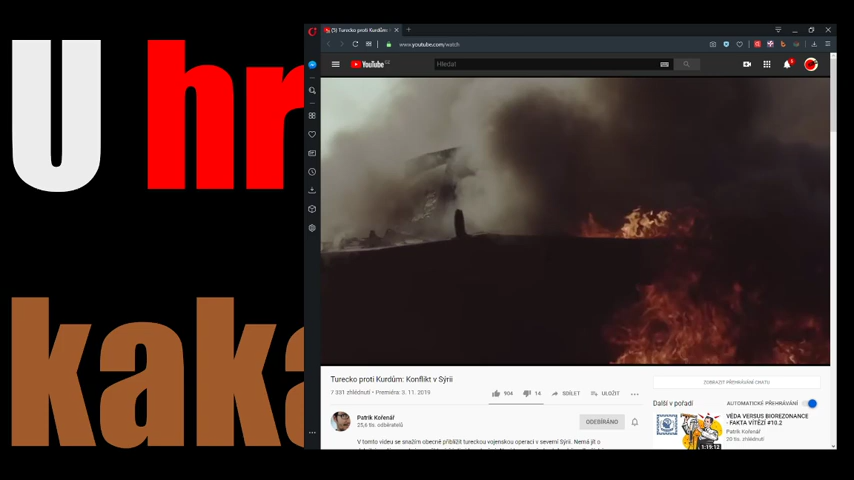 U hr
kaka
(5) Turecko proti Kurdům:
www.youtube.com/watch
YouTube CZ
Hledat
Turecko proti Kurdům: Konflikt v Sýrii
7 331 zhlédnutí • Premiéra: 3. 11. 2019
904
14
SDÍLET
ULOŽIT
Patrik Kořenář
25,6 tis. odběratelů
ODEBÍRÁNO
V tomto videu se snažím obecně přiblížit tureckou vojenskou operaci v severní Sýrii. Nemá jít o
ZOBRAZIT PŘEHRÁVÁNÍ CHATU
Další v pořadí
AUTOMATICKÉ PŘEHRÁVÁNÍ
VĚDA VERSUS BIOREZONANCE
- FAKTA VÍTĚZÍ #10.2
Patrik Kořenář
20 tis. zhlédnutí
1:19:12